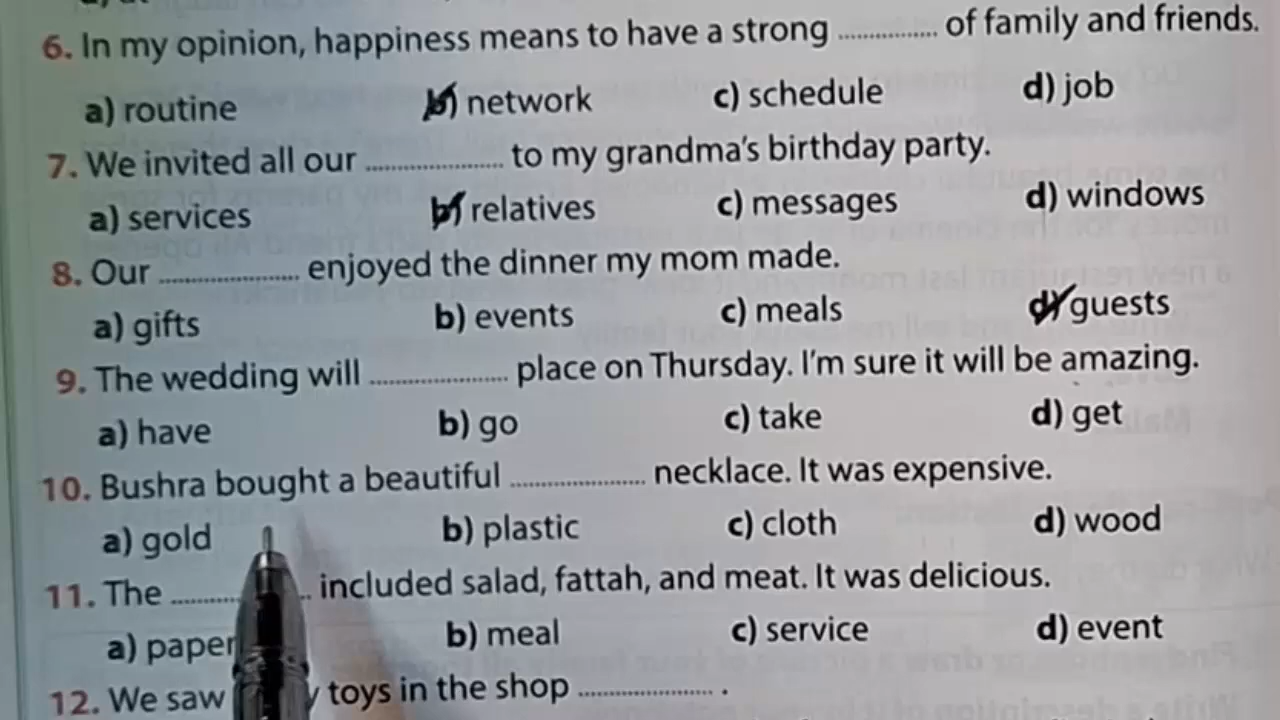 6. In my opinion, happiness means to have a strong ............... of family and friends.
a) routine b) network c) schedule d) job
7. We invited all our ..................... to my grandma's birthday party.
a) services b) relatives c) messages d) windows
8. Our ..................... enjoyed the dinner my mom made.
a) gifts b) events c) meals d) guests
9. The wedding will ..................... place on Thursday. I'm sure it will be amazing.
a) have b) go c) take d) get
10. Bushra bought a beautiful ..................... necklace. It was expensive.
a) gold b) plastic c) cloth d) wood
11. The ..................... included salad, fattah, and meat. It was delicious.
a) paper b) meal c) service d) event
12. We saw toys in the shop ..................... .